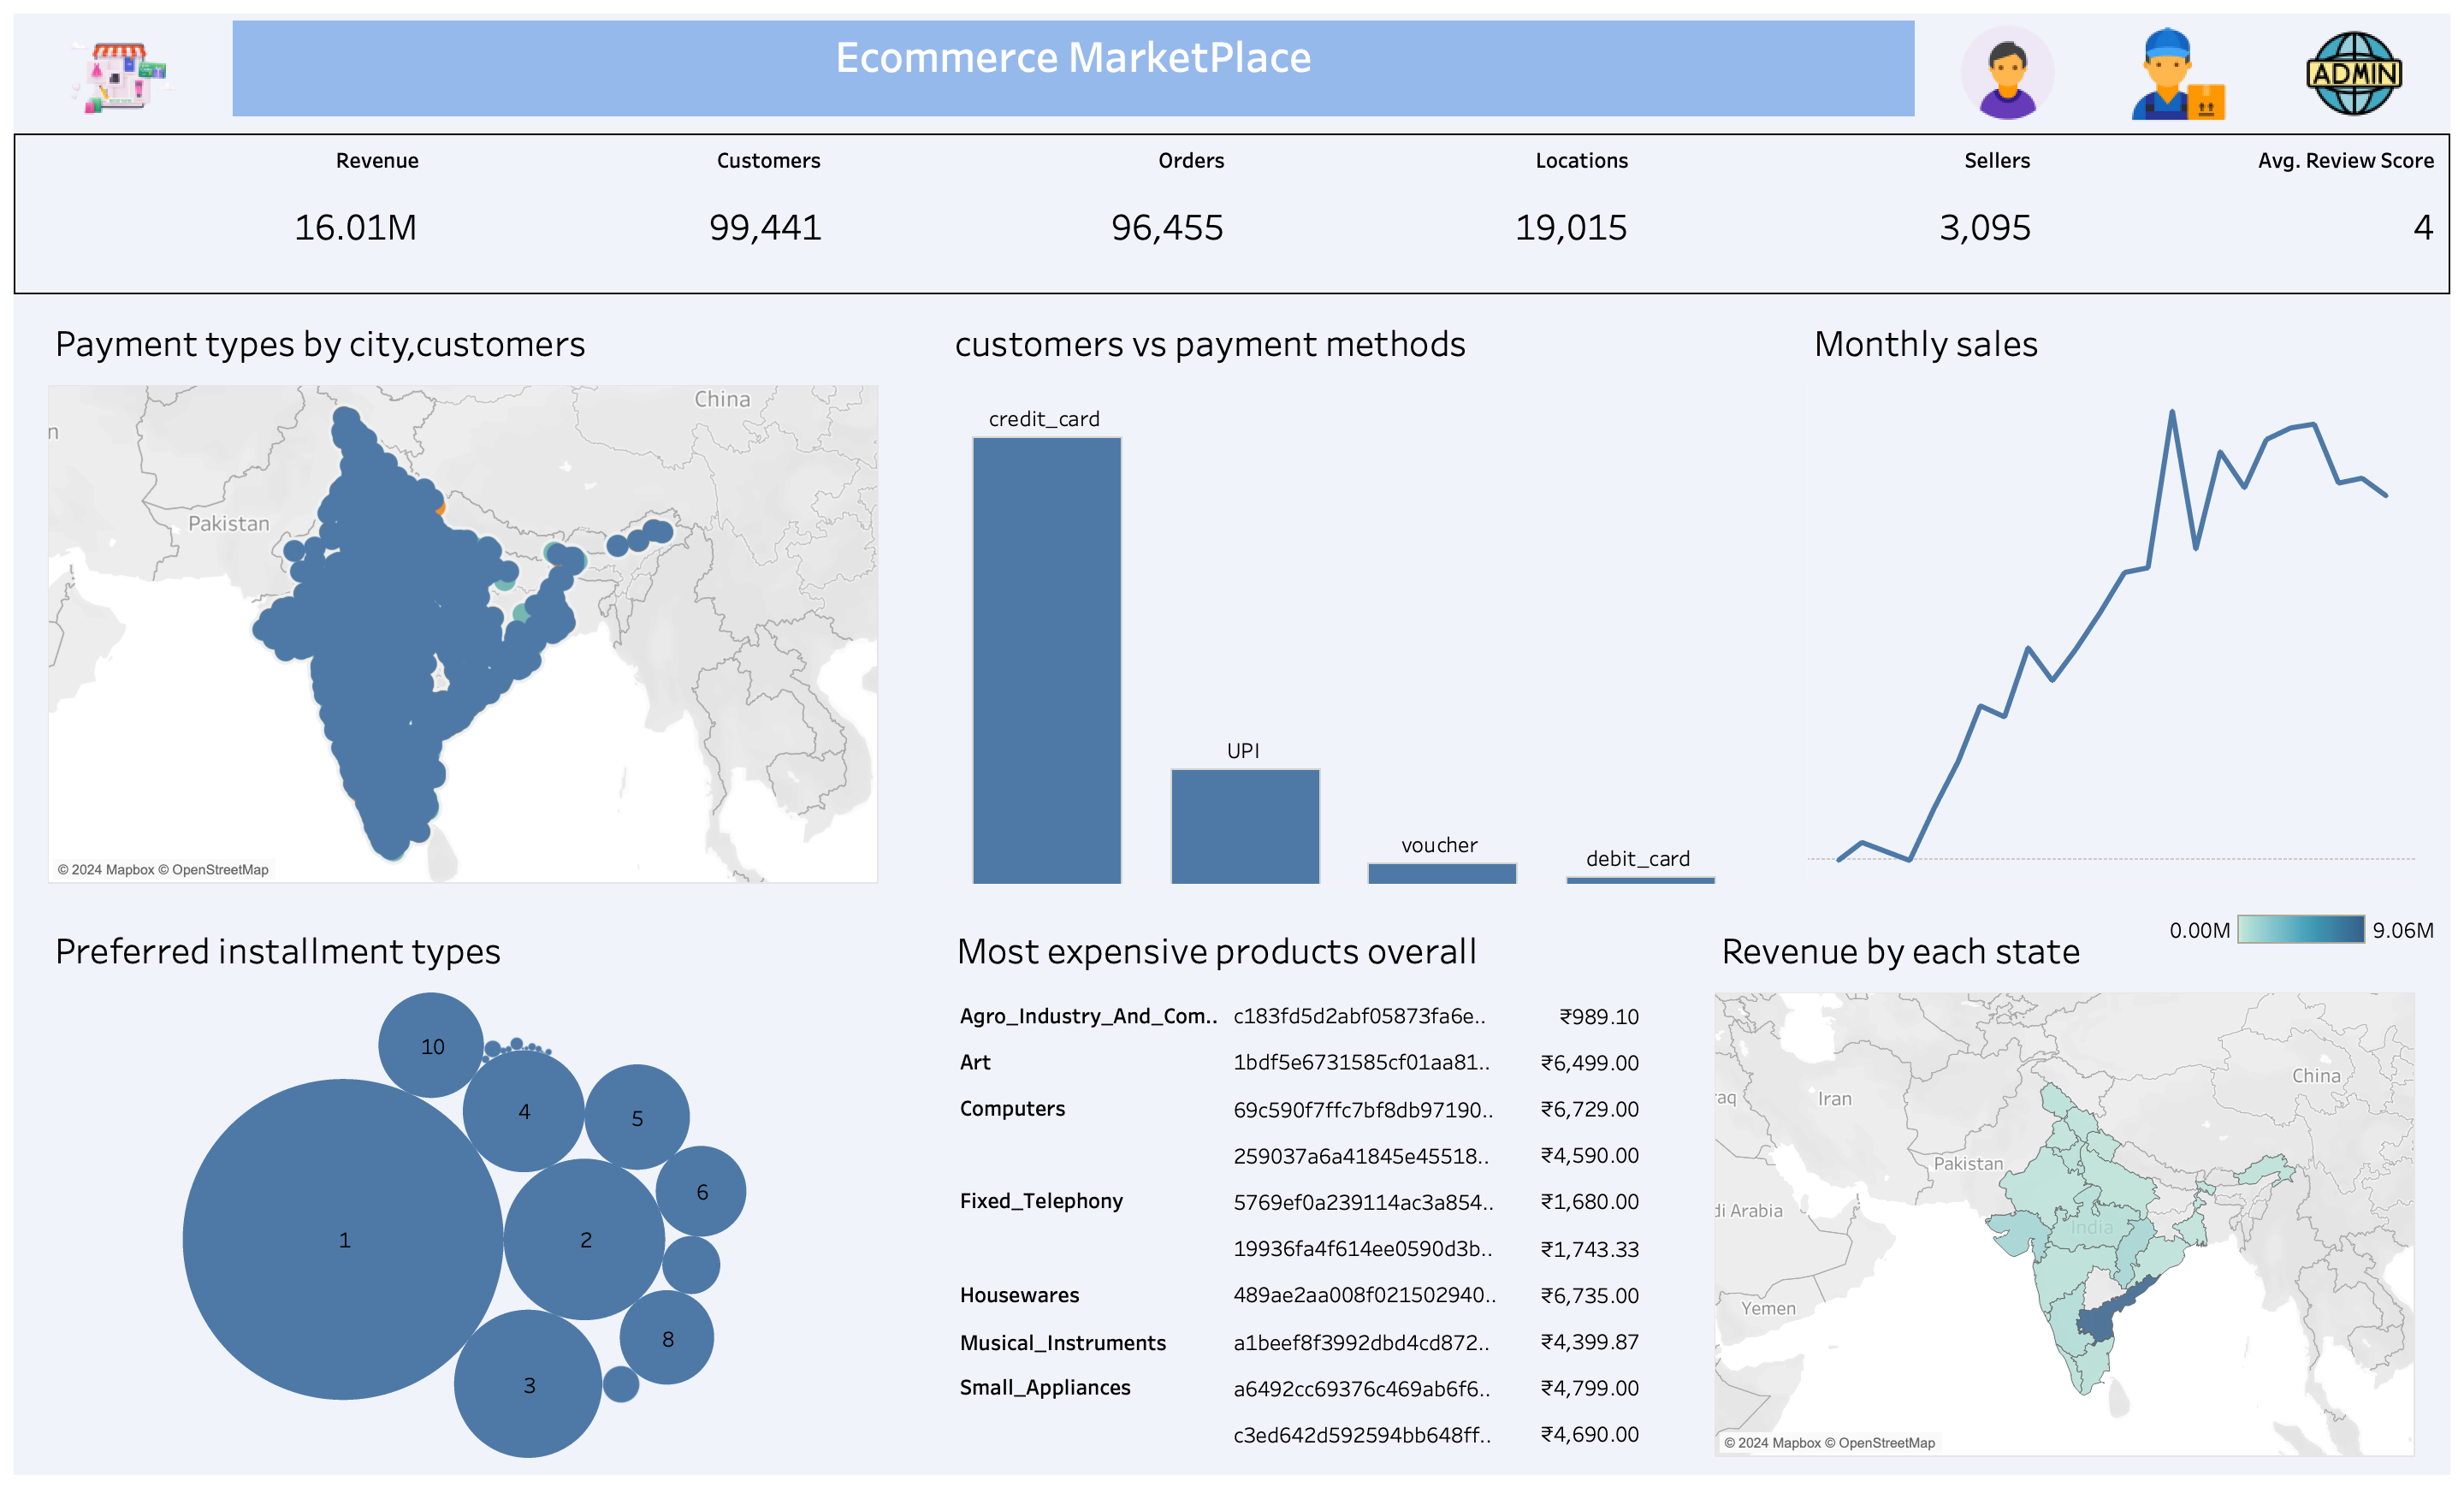 Ecommerce MarketPlace
ADMIN
Revenue
Customers
Orders
Locations
Sellers
Avg. Review Score
16.01M
99,441
96,455
19,015
3,095
4
Payment types by city,customers
China
n
Pakistan
© 2024 Mapbox © OpenStreetMap
customers vs payment methods
credit_card
UPI
voucher
debit_card
Monthly sales
Preferred installment types
10
4
5
6
1
2
8
3
Most expensive products overall
Agro_Industry_And_Com.. c183fd5d2abf05873fa6e.. ₹989.10
Art 1bdf5e6731585cf01aa81.. ₹6,499.00
Computers 69c590f7ffc7bf8db97190.. ₹6,729.00
259037a6a41845e45518.. ₹4,590.00
Fixed_Telephony 5769ef0a239114ac3a854.. ₹1,680.00
19936fa4f614ee0590d3b.. ₹1,743.33
Housewares 489ae2aa008f021502940.. ₹6,735.00
Musical_Instruments a1beef8f3992dbd4cd872.. ₹4,399.87
Small_Appliances a6492cc69376c469ab6f6.. ₹4,799.00
c3ed642d592594bb648ff.. ₹4,690.00
0.00M 9.06M
Revenue by each state
China
raq
Iran
Pakistan
di Arabia
India
Yemen
© 2024 Mapbox © OpenStreetMap